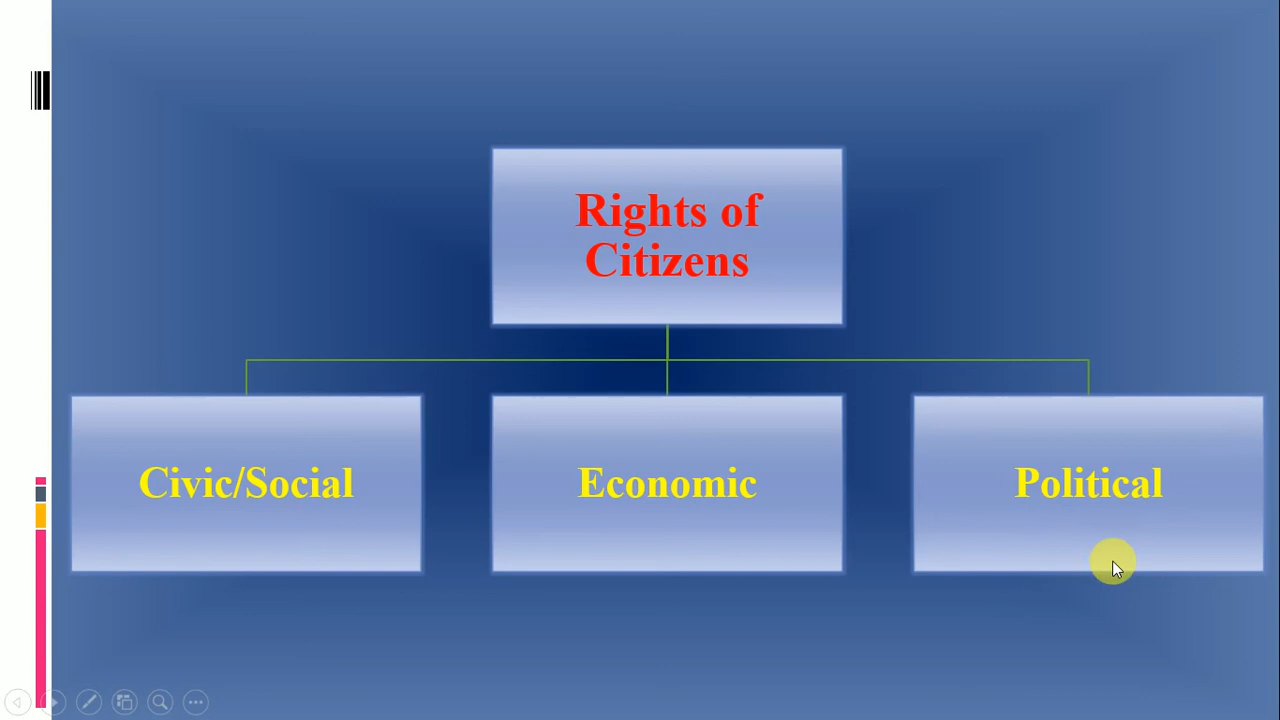 Rights of
Citizens
Civic/Social
Economic
Political